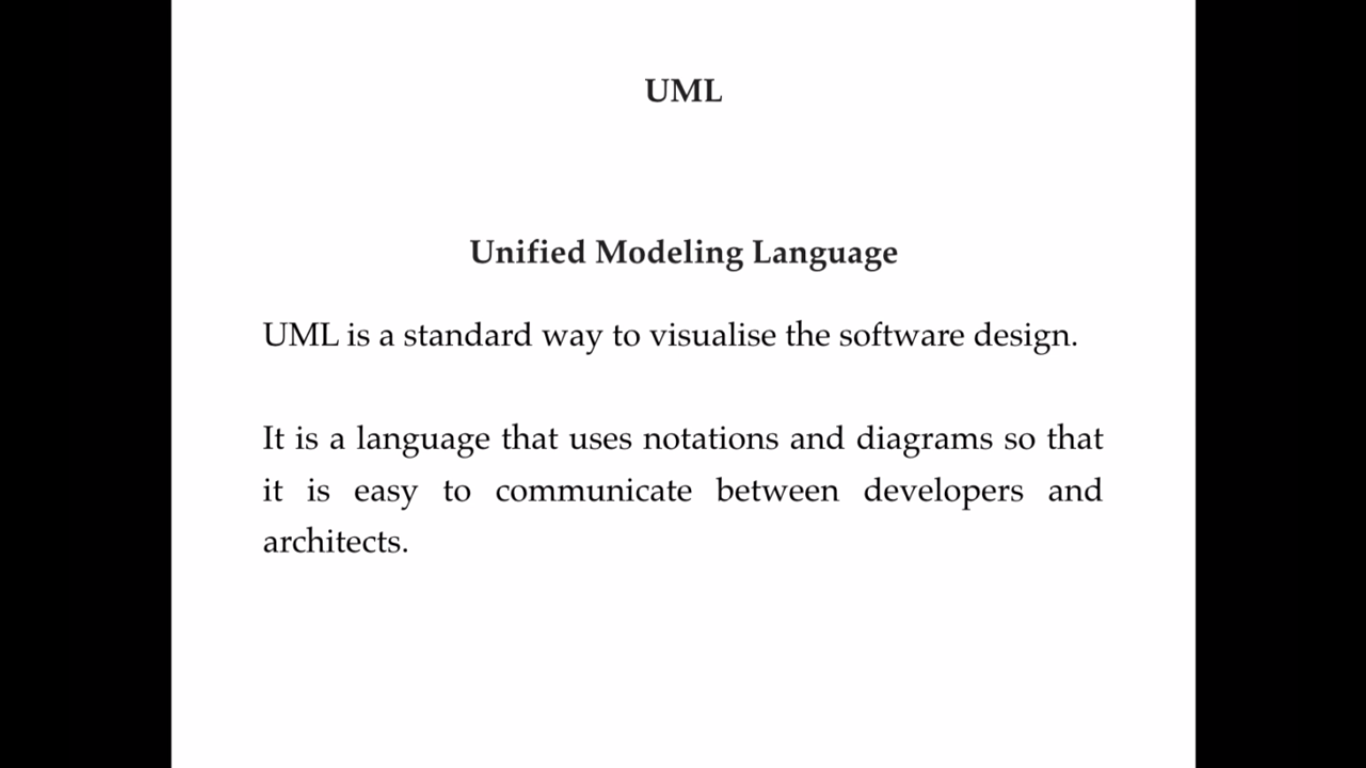 UML
Unified Modeling Language
UML is a standard way to visualise the software design.
It is a language that uses notations and diagrams so that
it is easy to communicate between developers and
architects.